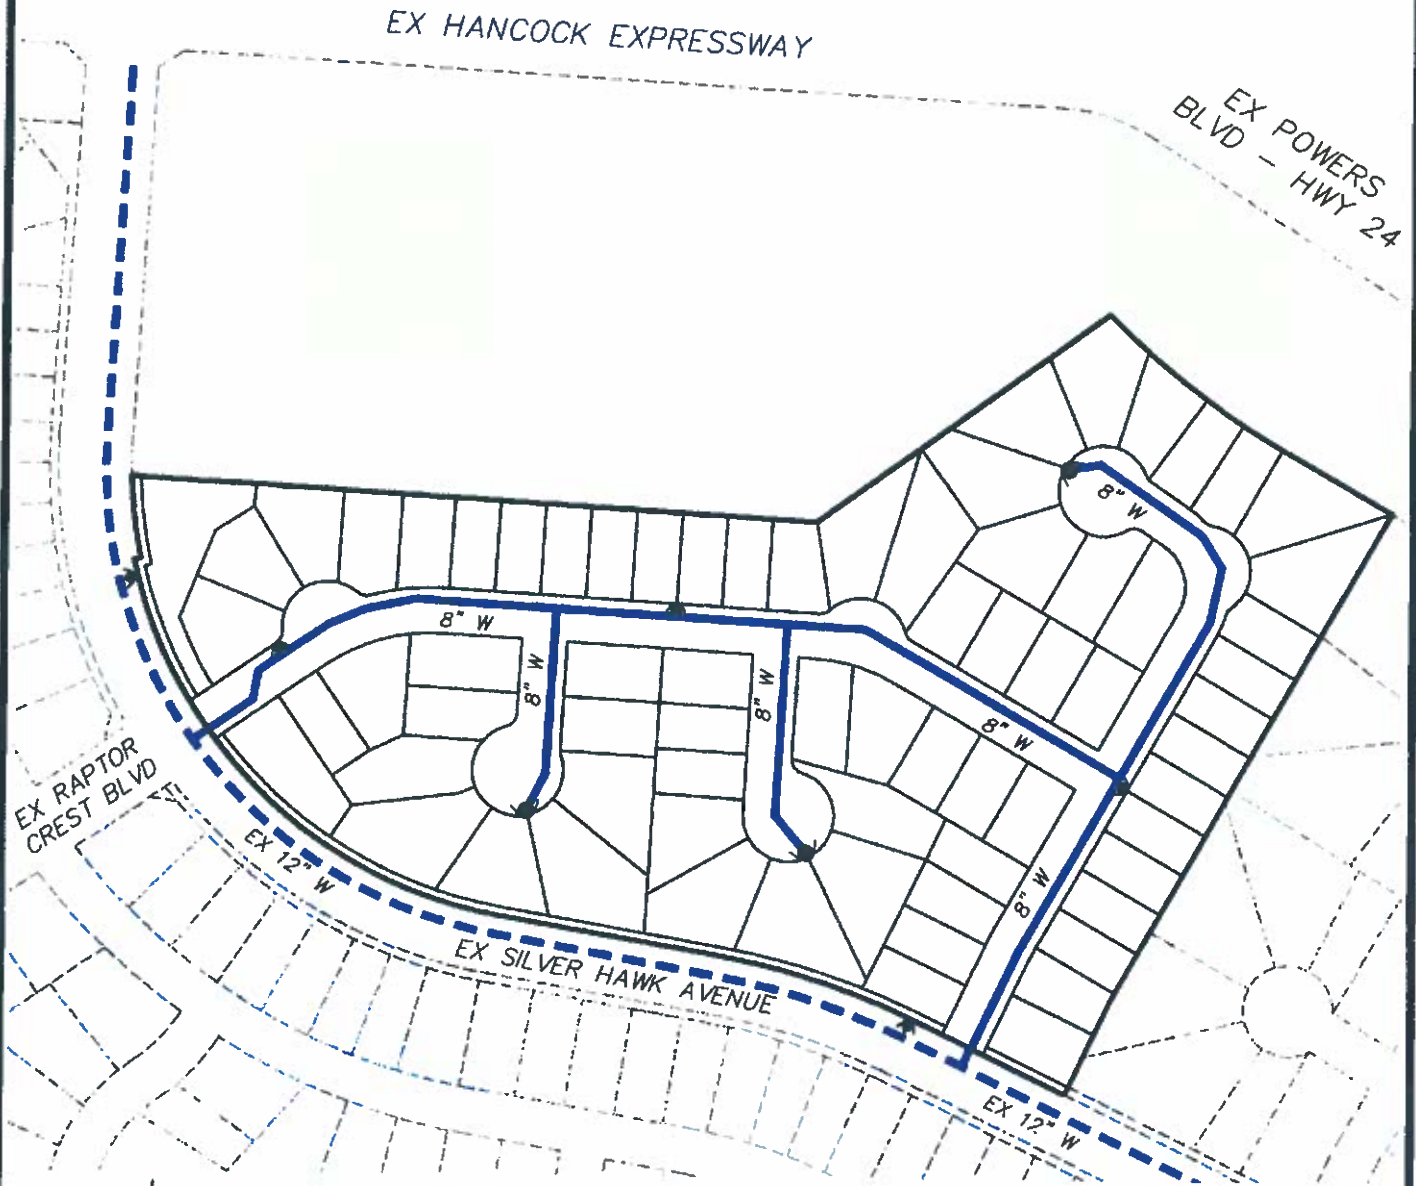 EX HANCOCK EXPRESSWAY
EX POWERS
BLVD - HWY 24
8" W
8" W
8" W
8" W
8" W
8" W
EX RAPTOR
CREST BLVD
EX 12" W
EX SILVER HAWK AVENUE
EX 12" W